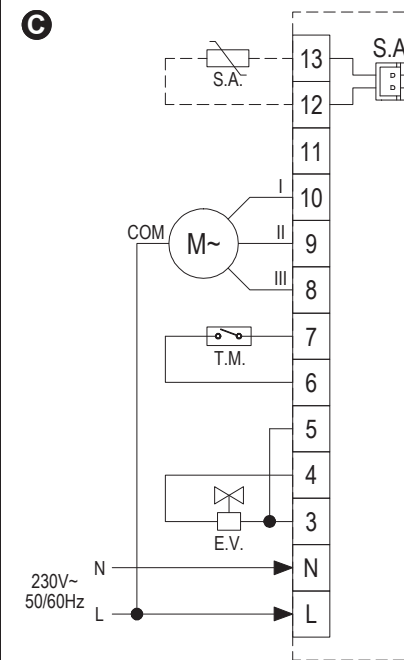 C
S.A.
S.A
13
12
11
10
9
8
7
6
5
4
3
N
L
I
II
III
COM
M~
T.M.
E.V.
N
230V~
50/60Hz
L